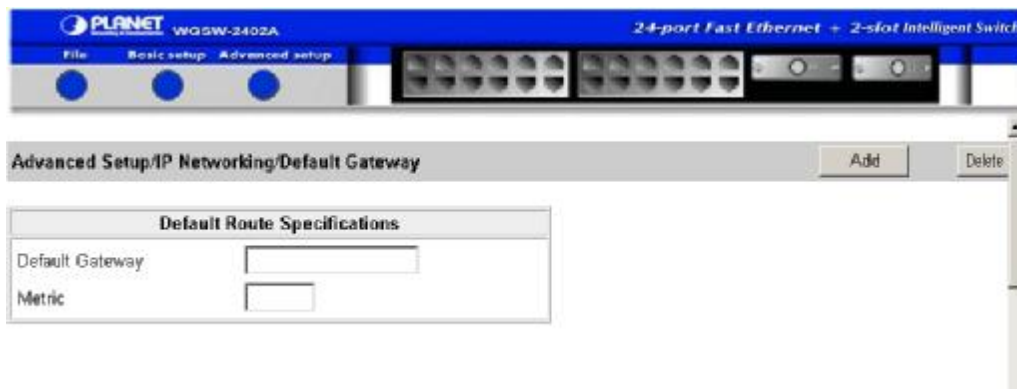 PLANET WGSW-2402A
24-port Fast Ethernet + 2-slot Intelligent Switch
File Basic setup Advanced setup
Advanced Setup/IP Networking/Default Gateway
Add
Delete
Default Route Specifications
Default Gateway
Metric